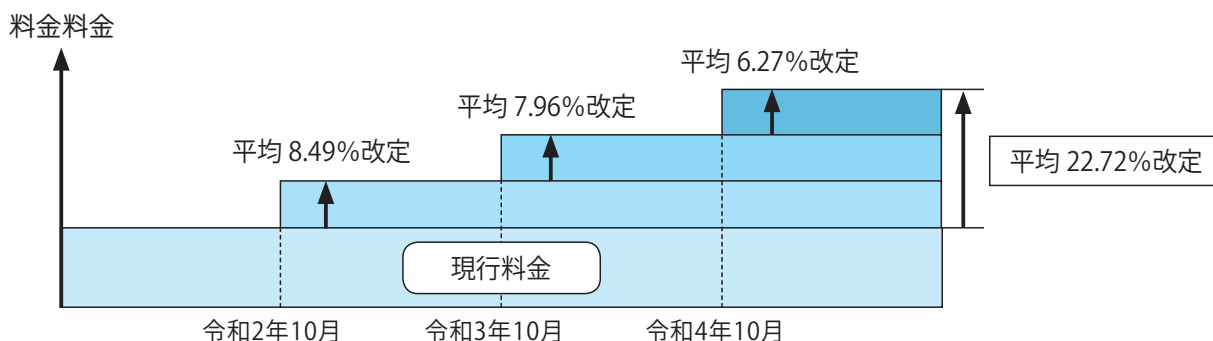 料金料金
平均 6.27%改定
平均 7.96%改定
平均 8.49%改定
平均 22.72%改定
現行料金
令和2年10月
令和3年10月
令和4年10月